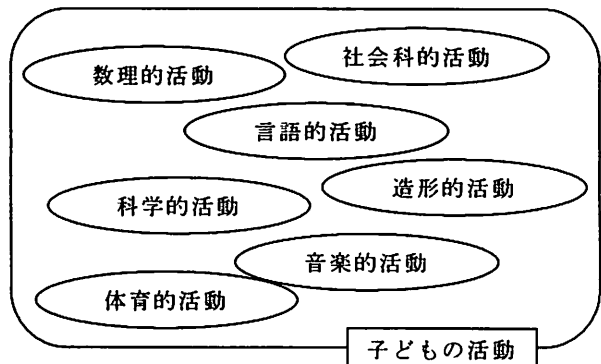 社会科的活動
数理的活動
言語的活動
造形的活動
科学的活動
音楽的活動
体育的活動
子どもの活動